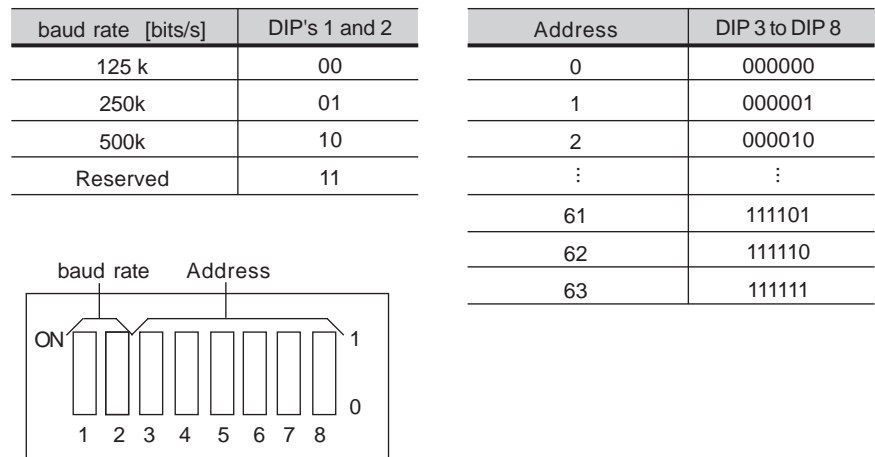 baud rate [bits/s] DIP's 1 and 2
125 k 00
250k 01
500k 10
Reserved 11
Address DIP 3 to DIP 8
0 000000
1 000001
2 000010
⋮ ⋮
61 111101
62 111110
63 111111
baud rate Address
ON 1
0
1 2 3 4 5 6 7 8